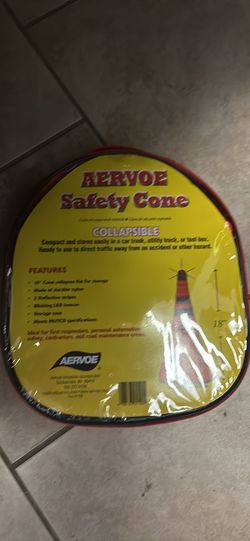 AERVOE
Safety Cone
COLLAPSIBLE
Compact and stores easily in a car trunk, utility truck, or tool box.
Ready to use to direct traffic away from an accident or other hazard.
FEATURES
18" Cone collapses flat for storage
Made of durable nylon
2 Reflective stripes
Blinking LED beacon
Storage case
Meets MUTCD specifications
18"
Ideal for first responders, personal automotive
safety, contractors, and road maintenance crews.
AERVOE